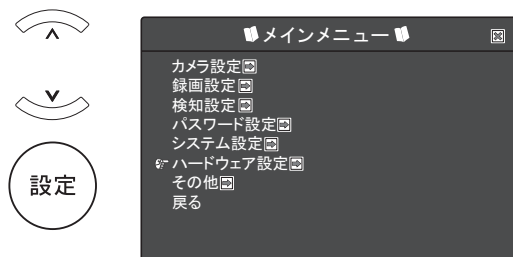 メインメニュー
カメラ設定
録画設定
検知設定
パスワード設定
システム設定
ハードウェア設定
その他
戻る
設定